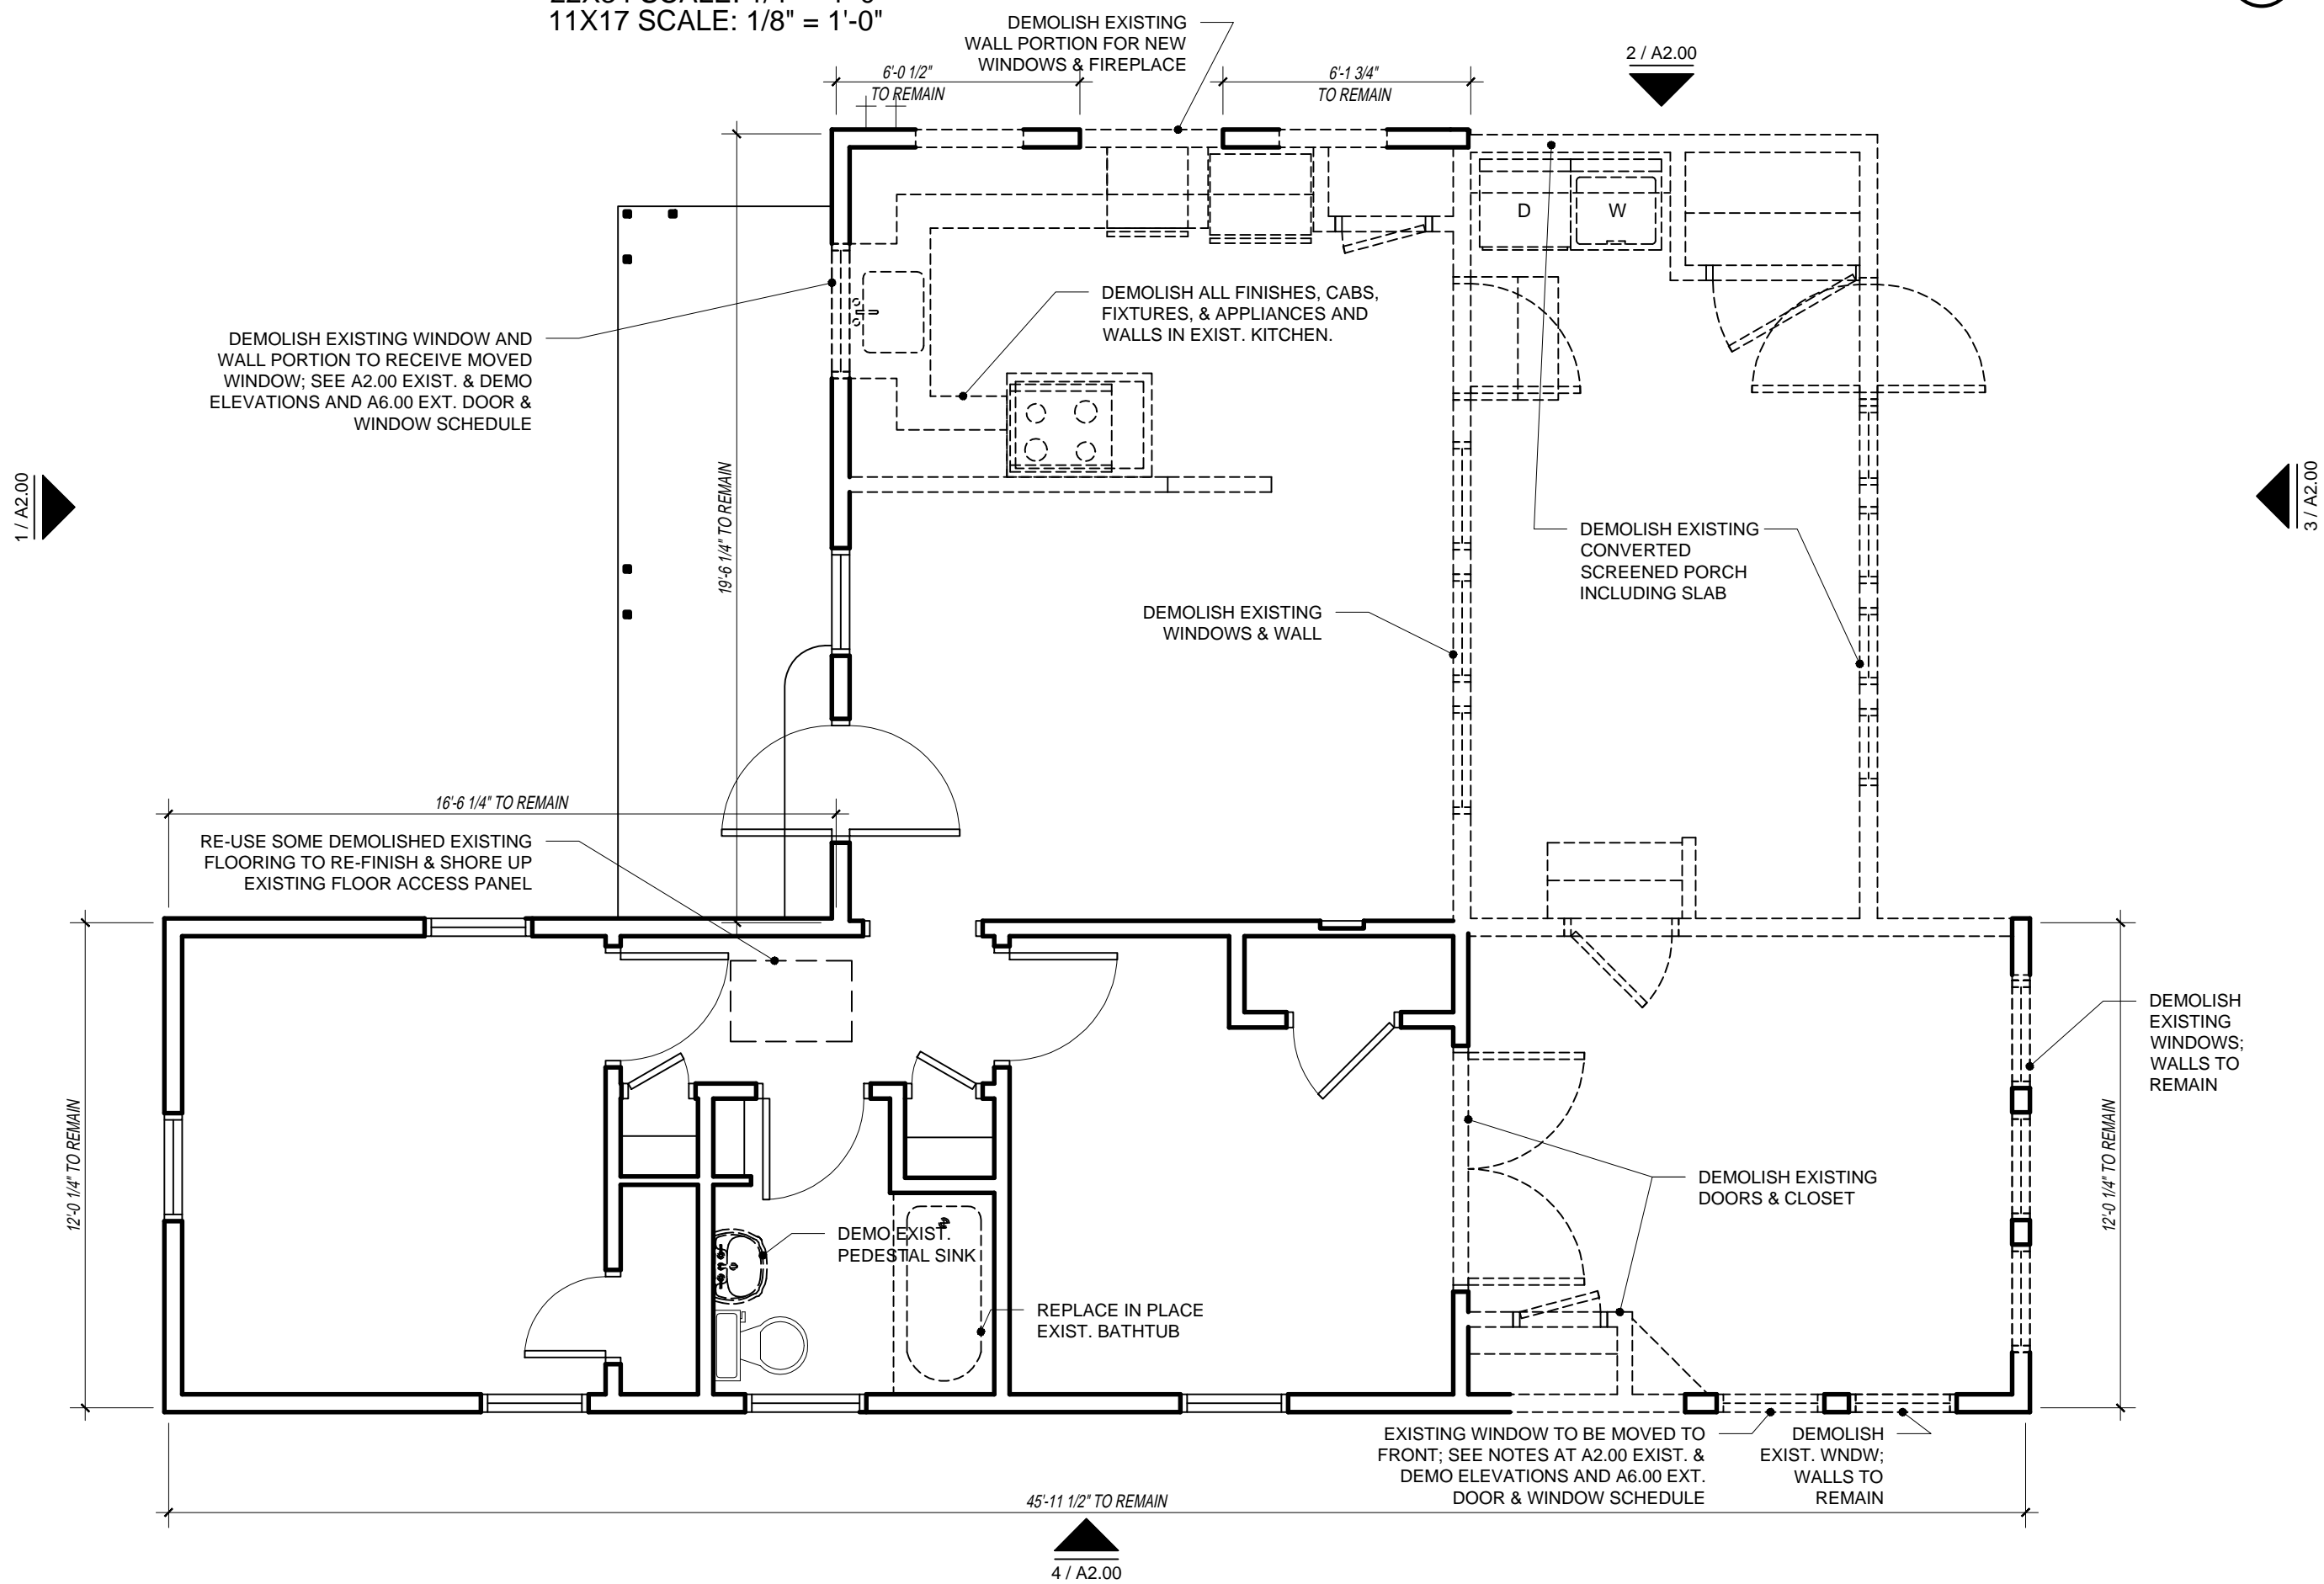 11X17 SCALE: 1/8" = 1'-0"
DEMOLISH EXISTING
WALL PORTION FOR NEW
WINDOWS & FIREPLACE
2 / A2.00
6'-0 1/2"
TO REMAIN
6'-1 3/4"
TO REMAIN
D
W
DEMOLISH ALL FINISHES, CABS,
FIXTURES, & APPLIANCES AND
WALLS IN EXIST. KITCHEN.
DEMOLISH EXISTING WINDOW AND
WALL PORTION TO RECEIVE MOVED
WINDOW; SEE A2.00 EXIST. & DEMO
ELEVATIONS AND A6.00 EXT. DOOR &
WINDOW SCHEDULE
1 / A2.00
19'-6 1/4" TO REMAIN
3 / A2.00
DEMOLISH EXISTING
CONVERTED
SCREENED PORCH
INCLUDING SLAB
DEMOLISH EXISTING
WINDOWS & WALL
16'-6 1/4" TO REMAIN
RE-USE SOME DEMOLISHED EXISTING
FLOORING TO RE-FINISH & SHORE UP
EXISTING FLOOR ACCESS PANEL
DEMOLISH
EXISTING
WINDOWS;
WALLS TO
REMAIN
12'-0 1/4" TO REMAIN
12'-0 1/4" TO REMAIN
DEMOLISH EXISTING
DOORS & CLOSET
DEMO EXIST.
PEDESTAL SINK
REPLACE IN PLACE
EXIST. BATHTUB
EXISTING WINDOW TO BE MOVED TO
FRONT; SEE NOTES AT A2.00 EXIST. &
DEMO ELEVATIONS AND A6.00 EXT.
DOOR & WINDOW SCHEDULE
DEMOLISH
EXIST. WNDW;
WALLS TO
REMAIN
45'-11 1/2" TO REMAIN
4 / A2.00